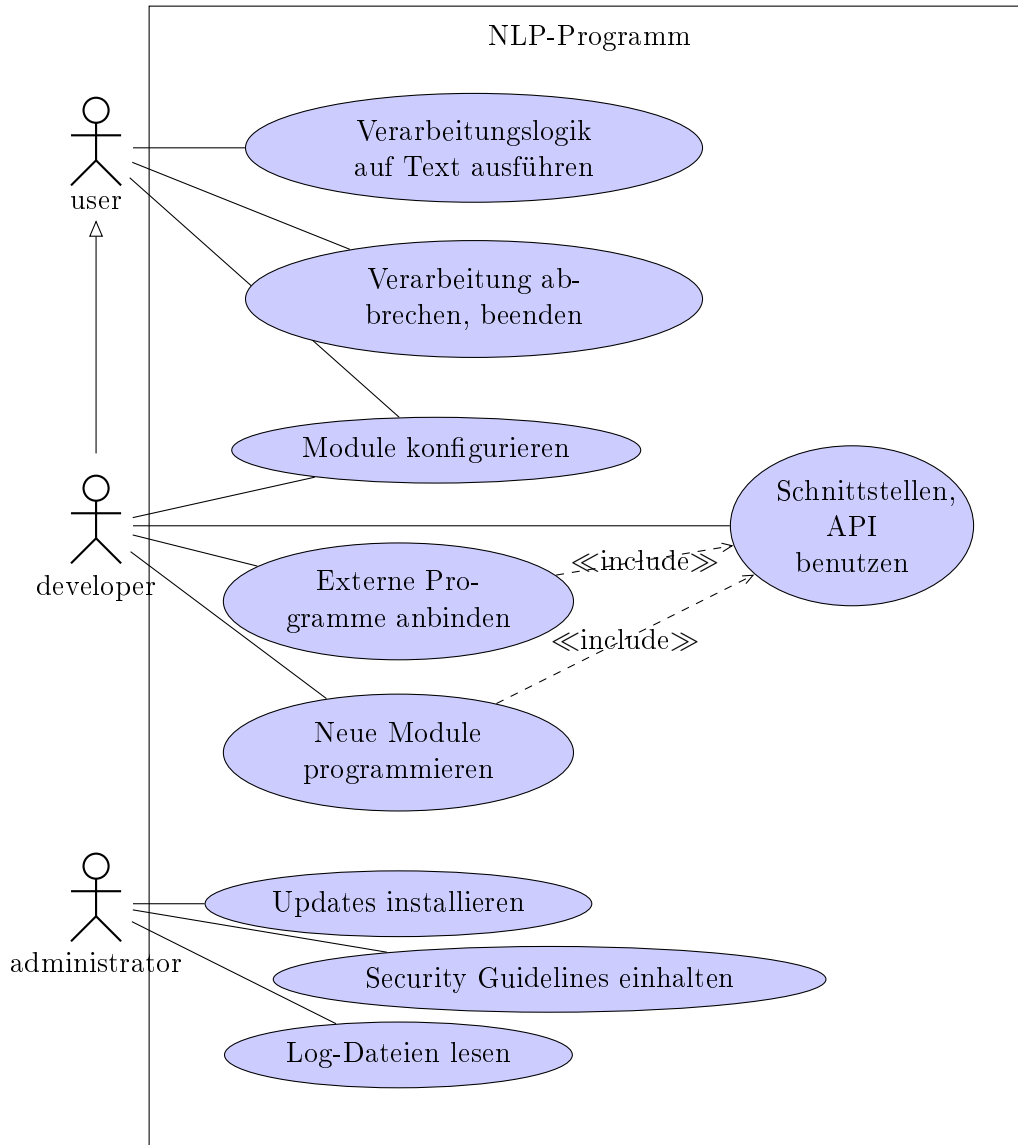 NLP-Programm
Verarbeitungslogik
auf Text ausführen
user
Verarbeitung ab-
brechen, beenden
Module konfigurieren
Schnittstellen,
API
benutzen
developer
≪include≫
Externe Pro-
gramme anbinden
≪include≫
Neue Module
programmieren
Updates installieren
administrator
Security Guidelines einhalten
Log-Dateien lesen